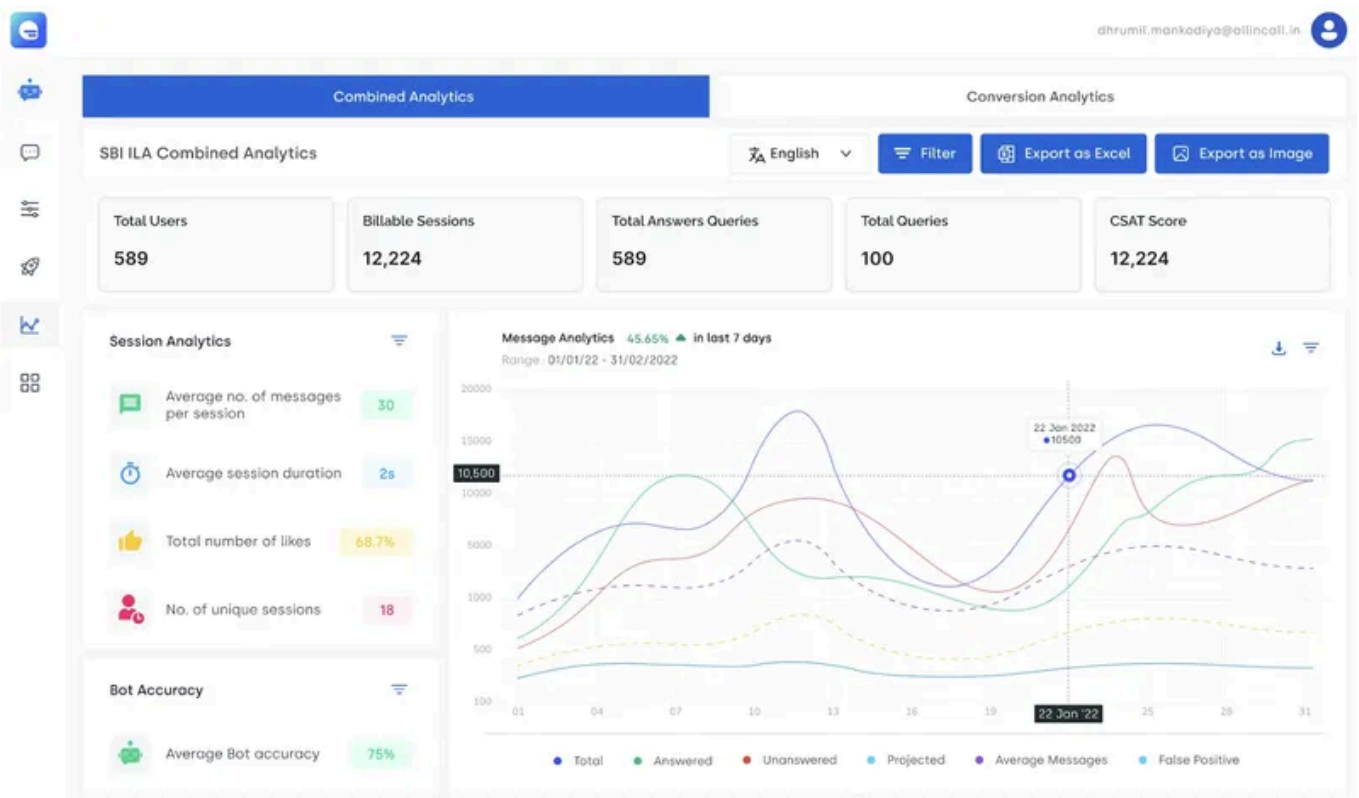 dhrumil.mankodiya@allincall.in
Combined Analytics
Conversion Analytics
SBI ILA Combined Analytics
English
Filter
Export as Excel
Export as Image
Total Users
589
Billable Sessions
12,224
Total Answers Queries
589
Total Queries
100
CSAT Score
12,224
Session Analytics
Average no. of messages
per session
30
Average session duration
2s
Total number of likes
68.7%
No. of unique sessions
18
Bot Accuracy
Average Bot accuracy
75%
Message Analytics 45.65% in last 7 days
Range : 01/01/22 - 31/02/2022
20000
15000
10,500
10000
5000
1000
500
100
22 Jan 2022
10500
01 04 07 10 13 16 19 22 Jan '22 25 28 31
Total Answered Unanswered Projected Average Messages False Positive